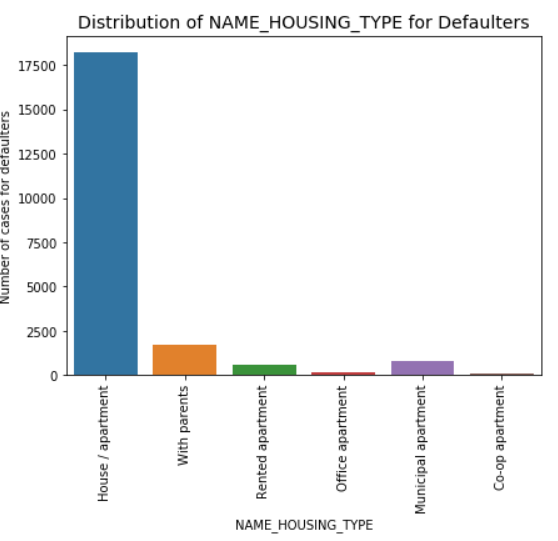 Distribution of NAME_HOUSING_TYPE for Defaulters
Number of cases for defaulters
17500
15000
12500
10000
7500
5000
2500
0
House / apartment
With parents
Rented apartment
Office apartment
Municipal apartment
Co-op apartment
NAME_HOUSING_TYPE